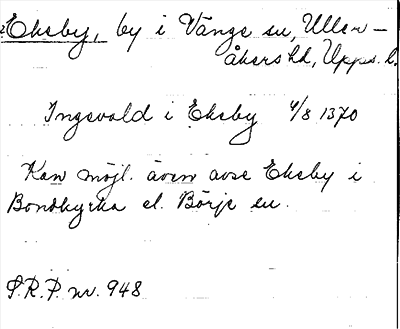 Ekeby, by i Vänge sn, Uller-
åkers hd, Upps. l.
Ingevald i Ekeby 4/8 1370
Kan möjl. även avse Ekeby i
Bondkyrka el. Börje sn.
S.R.P. nr. 948